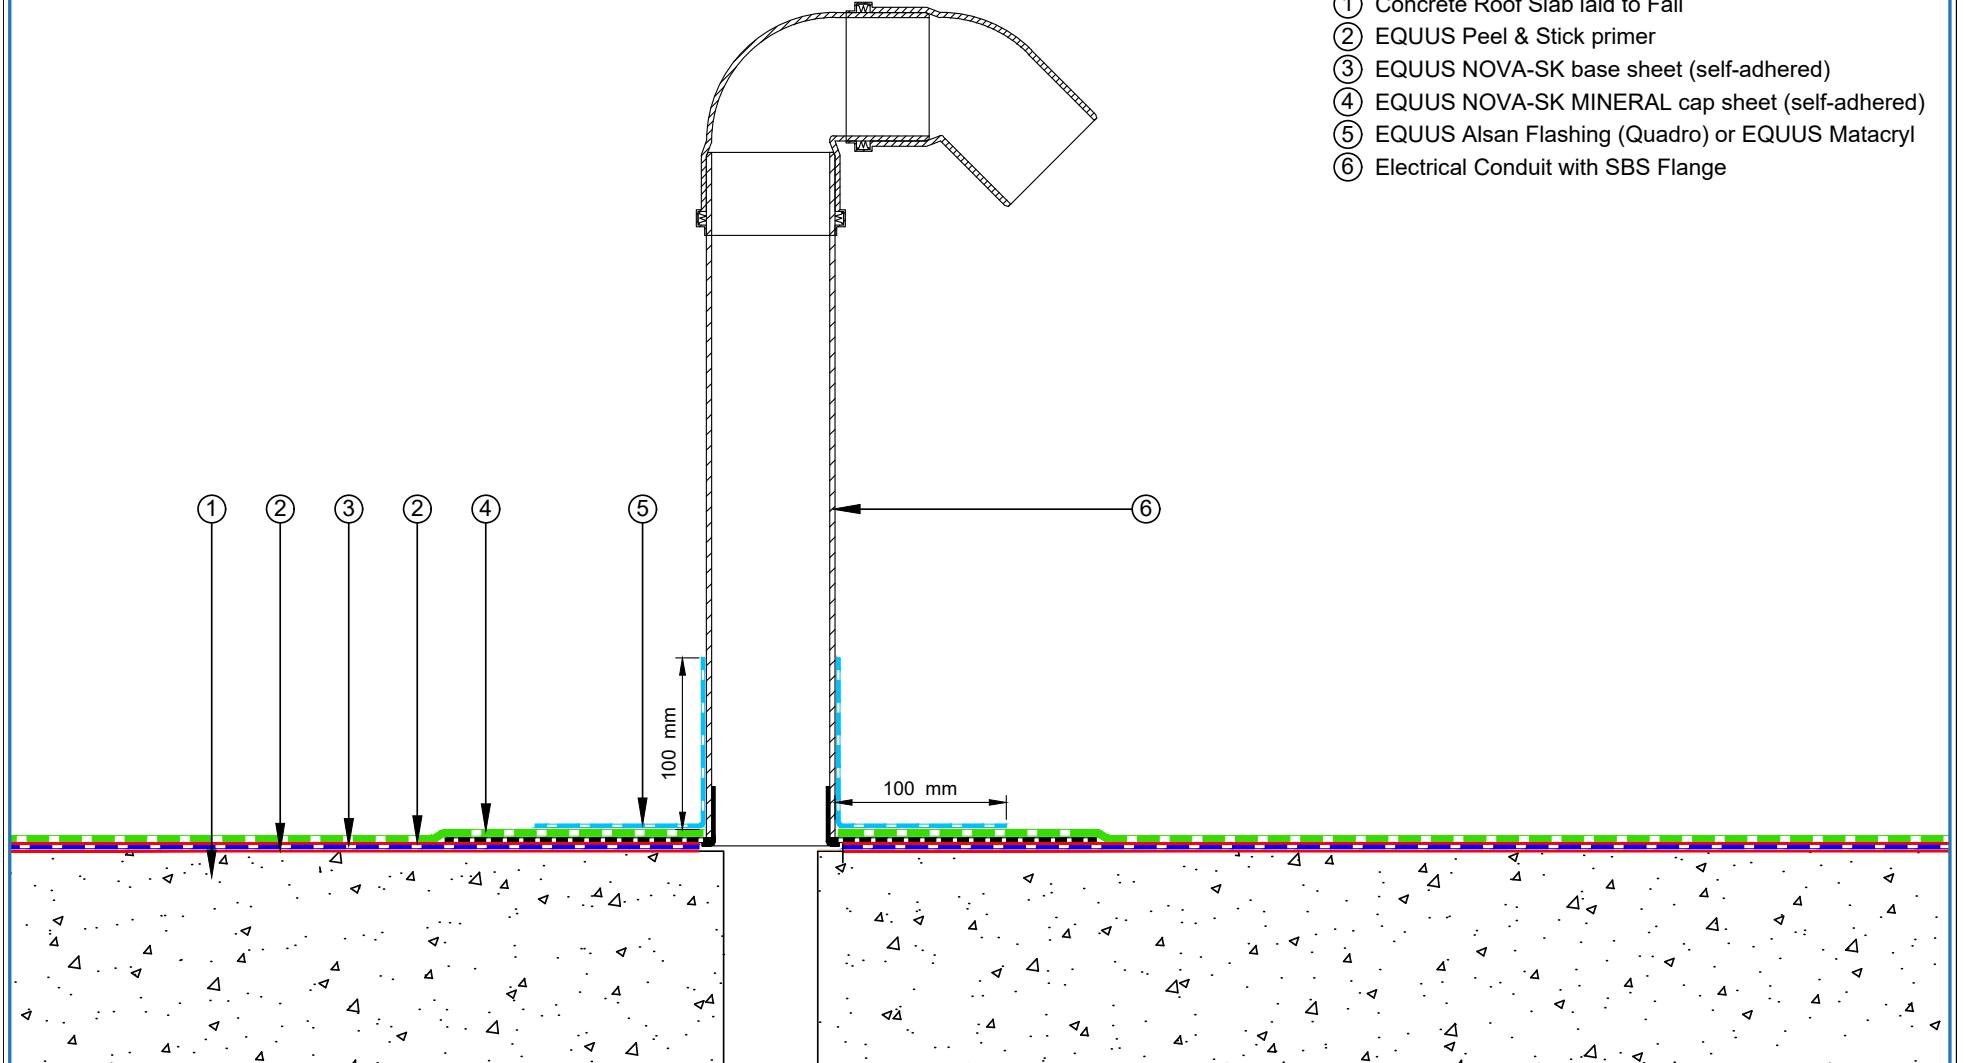 ① Concrete Roof Slab laid to Fall
② EQUUS Peel & Stick primer
③ EQUUS NOVA-SK base sheet (self-adhered)
④ EQUUS NOVA-SK MINERAL cap sheet (self-adhered)
⑤ EQUUS Alsan Flashing (Quadro) or EQUUS Matacryl
⑥ Electrical Conduit with SBS Flange
① ② ③ ② ④ ⑤ ⑥
100 mm
100 mm